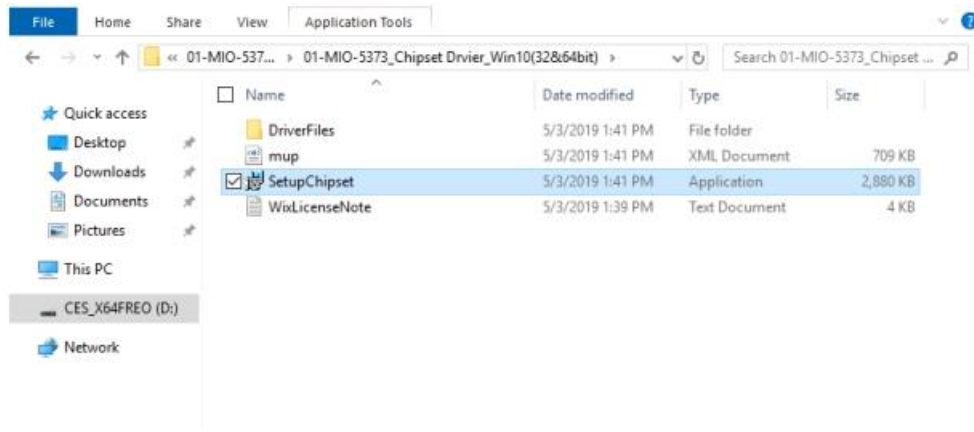 File Home Share View Application Tools
« 01-MIO-537... › 01-MIO-5373_Chipset Drvier_Win10(32&64bit) › Search 01-MIO-5373_Chipset ...
Name Date modified Type Size
Quick access
DriverFiles 5/3/2019 1:41 PM File folder
Desktop
mup 5/3/2019 1:41 PM XML Document 709 KB
Downloads
SetupChipset 5/3/2019 1:41 PM Application 2,880 KB
Documents
WixLicenseNote 5/3/2019 1:39 PM Text Document 4 KB
Pictures
This PC
CES_X64FREO (D:)
Network